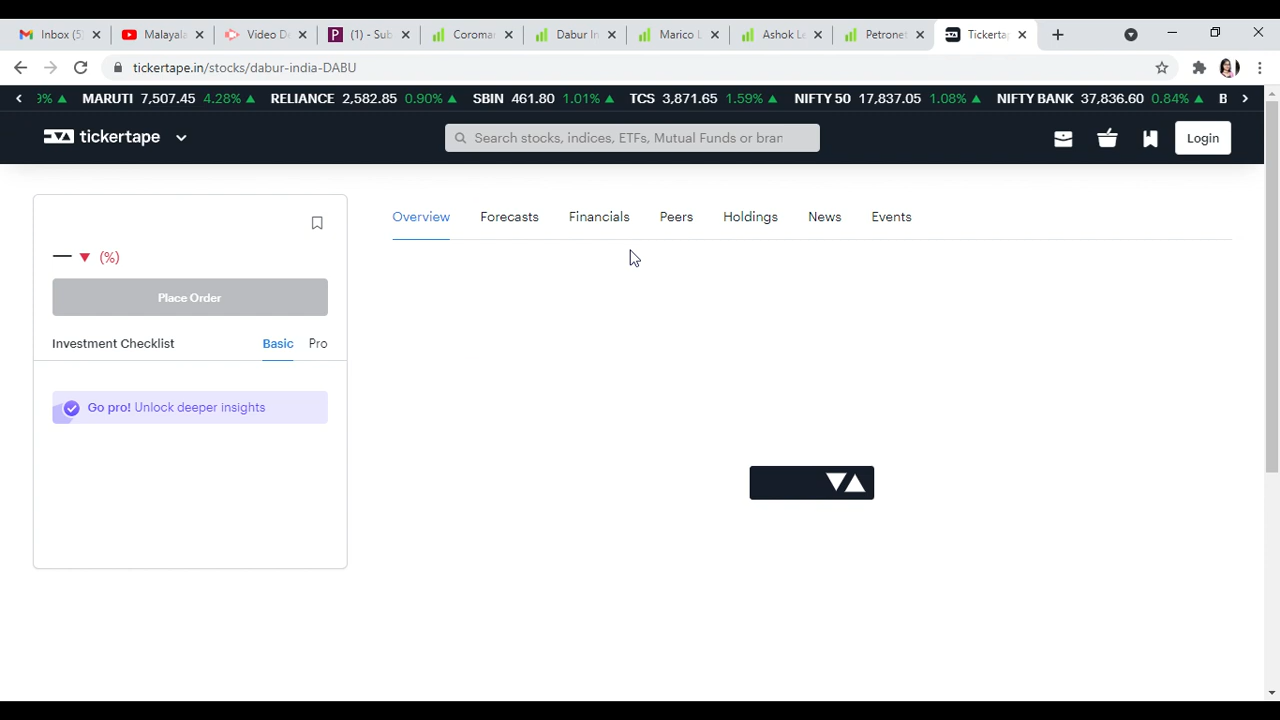 Inbox (5,
Malayala
Video Do
(1) - Sub
Coromar
Dabur In
Marico L
Ashok Le
Petronet
Tickertap
tickertape.in/stocks/dabur-india-DABU
9% ▲ MARUTI 7,507.45 4.28% ▲ RELIANCE 2,582.85 0.90% ▲ SBIN 461.80 1.01% ▲ TCS 3,871.65 1.59% ▲ NIFTY 50 17,837.05 1.08% ▲ NIFTY BANK 37,836.60 0.84% ▲ B
tickertape
Search stocks, indices, ETFs, Mutual Funds or bran
Login
Overview Forecasts Financials Peers Holdings News Events
— ▼ (%)
Place Order
Investment Checklist Basic Pro
Go pro! Unlock deeper insights